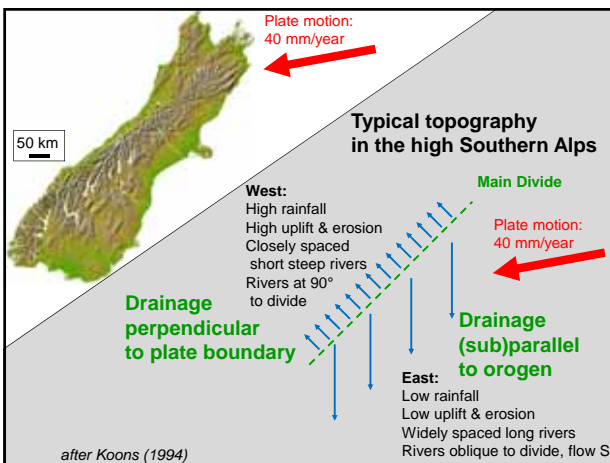 Plate motion:
40 mm/year
50 km
Typical topography
in the high Southern Alps
Main Divide
West:
High rainfall
High uplift & erosion
Closely spaced
short steep rivers
Rivers at 90°
to divide
Plate motion:
40 mm/year
Drainage
perpendicular
to plate boundary
Drainage
(sub)parallel
to orogen
East:
Low rainfall
Low uplift & erosion
Widely spaced long rivers
Rivers oblique to divide, flow S
after Koons (1994)